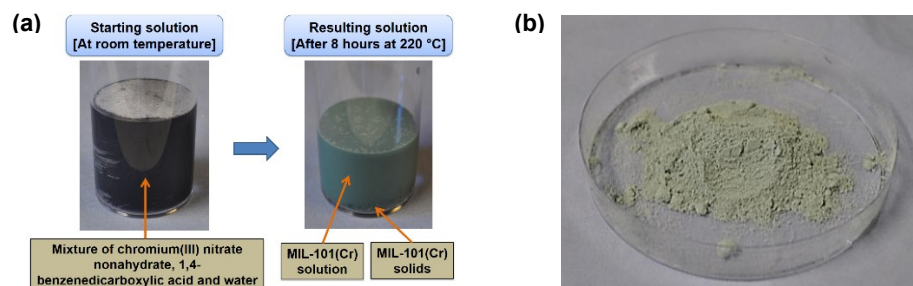 (a)
Starting solution
[At room temperature]
Resulting solution
[After 8 hours at 220 °C]
Mixture of chromium(III) nitrate
nonahydrate, 1,4-
benzenedicarboxylic acid and water
MIL-101(Cr)
solution
MIL-101(Cr)
solids
(b)